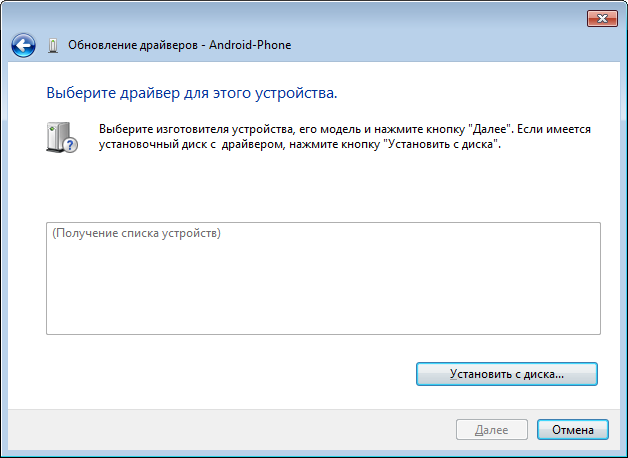 Обновление драйверов - Android-Phone
Выберите драйвер для этого устройства.
Выберите изготовителя устройства, его модель и нажмите кнопку "Далее". Если имеется
установочный диск с драйвером, нажмите кнопку "Установить с диска".
(Получение списка устройств)
Установить с диска...
Далее
Отмена